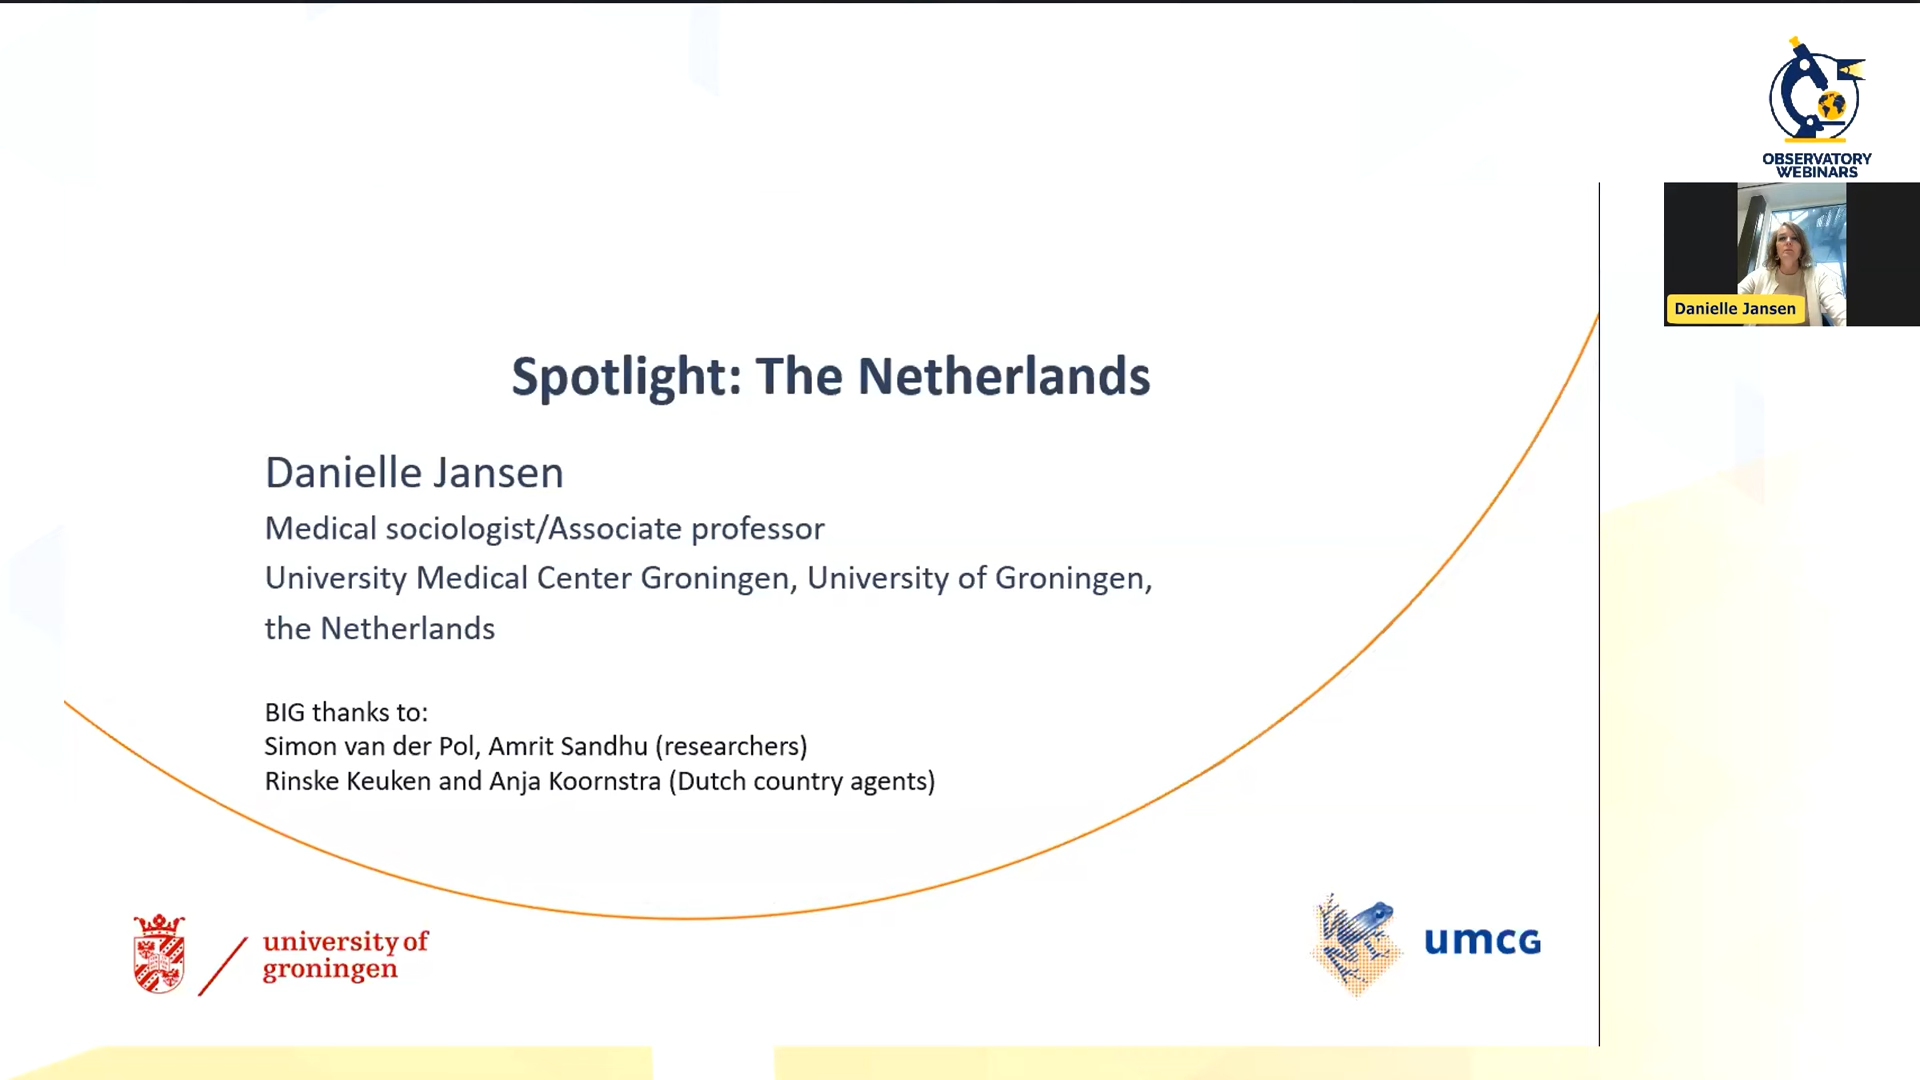 OBSERVATORY
WEBINARS
Danielle Jansen
Spotlight: The Netherlands
Danielle Jansen
Medical sociologist/Associate professor
University Medical Center Groningen, University of Groningen,
the Netherlands
BIG thanks to:
Simon van der Pol, Amrit Sandhu (researchers)
Rinske Keuken and Anja Koornstra (Dutch country agents)
university of
groningen
umcG